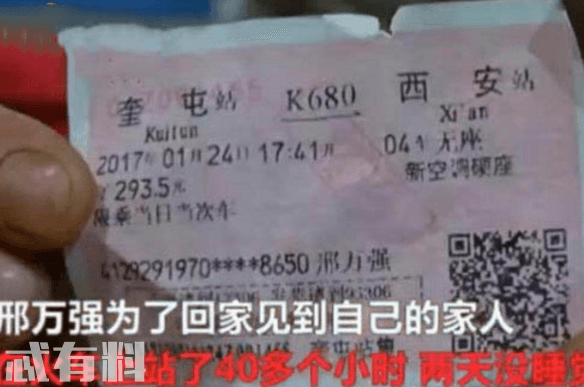 奎屯站 K680 西安站
Kuitun Xi'an
2017年01月24日17:41开 04车无座
¥293.5元 新空调硬座
限乘当日当次车
4129291970****8650 邢万强
邢万强为了回家见到自己的家人
站了40多个小时 两天没睡觉
武有料